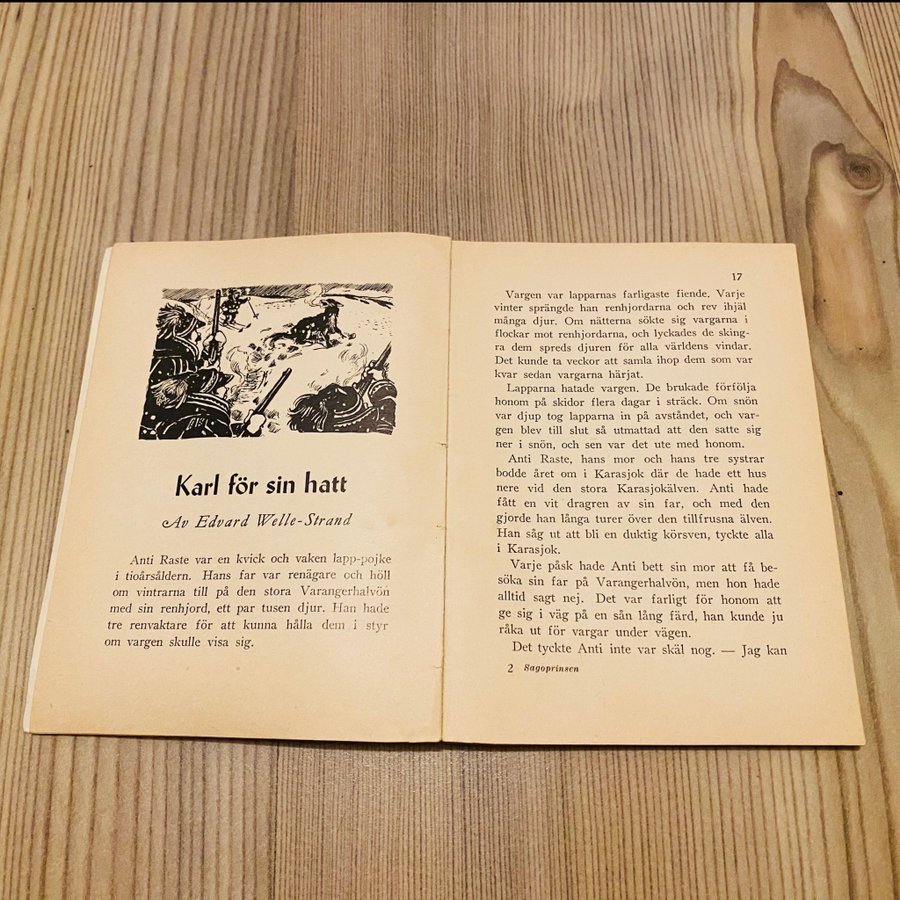 Karl för sin hatt
Av Edvard Welle-Strand
Anti Raste var en kvick och vaken lapp-pojke
i tioårsåldern. Hans far var renägare och höll
om vintrarna till på den stora Varangerhalvön
med sin renhjord, ett par tusen djur. Han hade
tre renvaktare för att kunna hålla dem i styr
om vargen skulle visa sig.
17
Vargen var lapparnas farligaste fiende. Varje
vinter sprängde han renhjordarna och rev ihjäl
många djur. Om nätterna sökte sig vargarna i
flockar mot renhjordarna, och lyckades de sking-
ra dem spreds djuren för alla världens vindar.
Det kunde ta veckor att samla ihop dem som var
kvar sedan vargarna härjat.
Lapparna hatade vargen. De brukade förfölja
honom på skidor flera dagar i sträck. Om snön
var djup tog lapparna in på avståndet, och var-
gen blev till slut så utmattad att den satte sig
ner i snön, och sen var det ute med honom.
Anti Raste, hans mor och hans tre systrar
bodde året om i Karasjok där de hade ett hus
nere vid den stora Karasjokälven. Anti hade
fått en vit dragren av sin far, och med den
gjorde han långa turer över den tillfrusna älven.
Han såg ut att bli en duktig körsven, tyckte alla
i Karasjok.
Varje påsk hade Anti bett sin mor att få be-
söka sin far på Varangerhalvön, men hon hade
alltid sagt nej. Det var farligt för honom att
ge sig i väg på en sån lång färd, han kunde ju
råka ut för vargar under vägen.
Det tyckte Anti inte var skäl nog. — Jag kan
2 Sagoprinsen